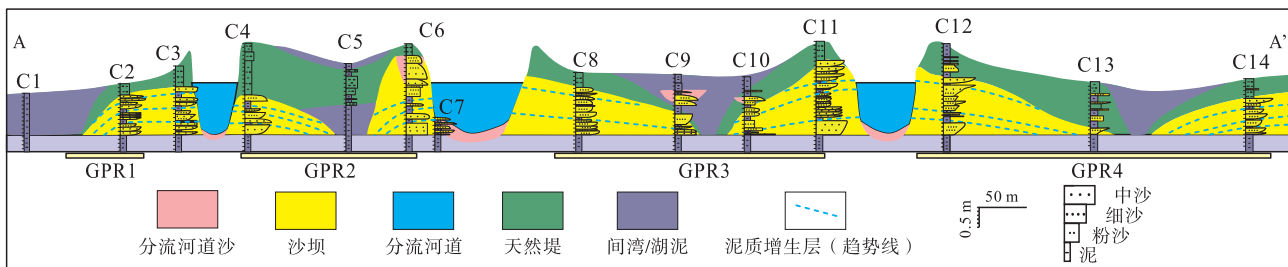 A
C1
C2
C3
C4
C5
C6
C7
C8
C9
C10
C11
C12
C13
C14
A'
GPR1
GPR2
GPR3
GPR4
分流河道沙
沙坝
分流河道
天然堤
间湾/湖泥
泥质增生层（趋势线）
0.5 m
50 m
中沙
细沙
粉沙
泥